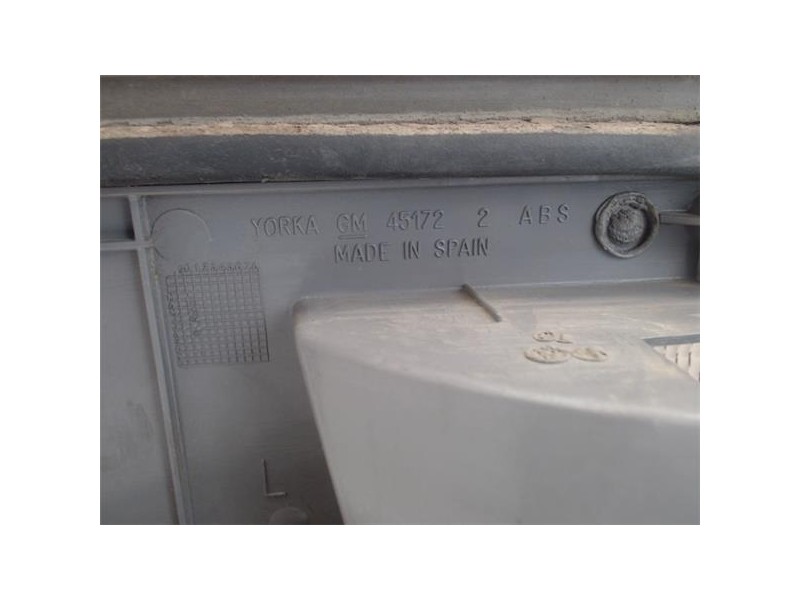 YORKA GM 45172 2 ABS
MADE IN SPAIN
L